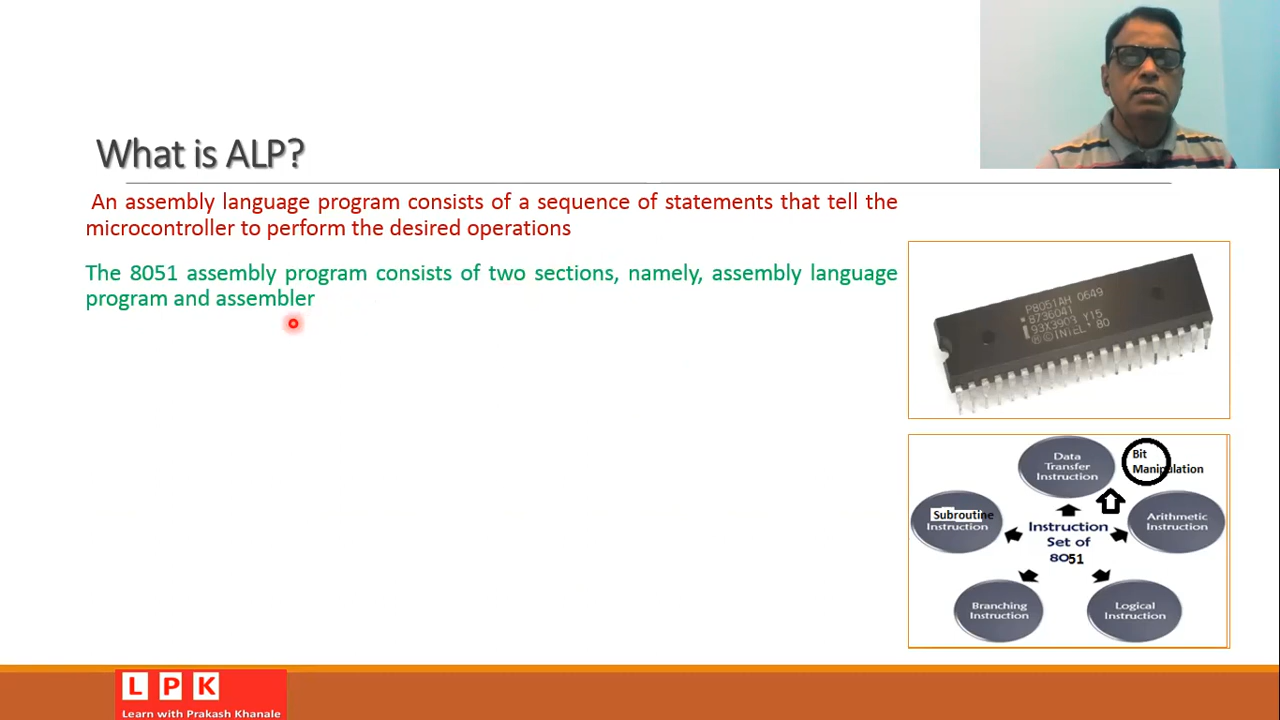 What is ALP?
An assembly language program consists of a sequence of statements that tell the
microcontroller to perform the desired operations
The 8051 assembly program consists of two sections, namely, assembly language
program and assembler
P8051AH 0649
8736041
93X3903 Y15
®©INTEL '80
Data
Transfer
Instruction
Bit
Manipulation
Subroutine
Instruction
Instruction
Set of
8051
Arithmetic
Instruction
Branching
Instruction
Logical
Instruction
L P K
Learn with Prakash Khanale